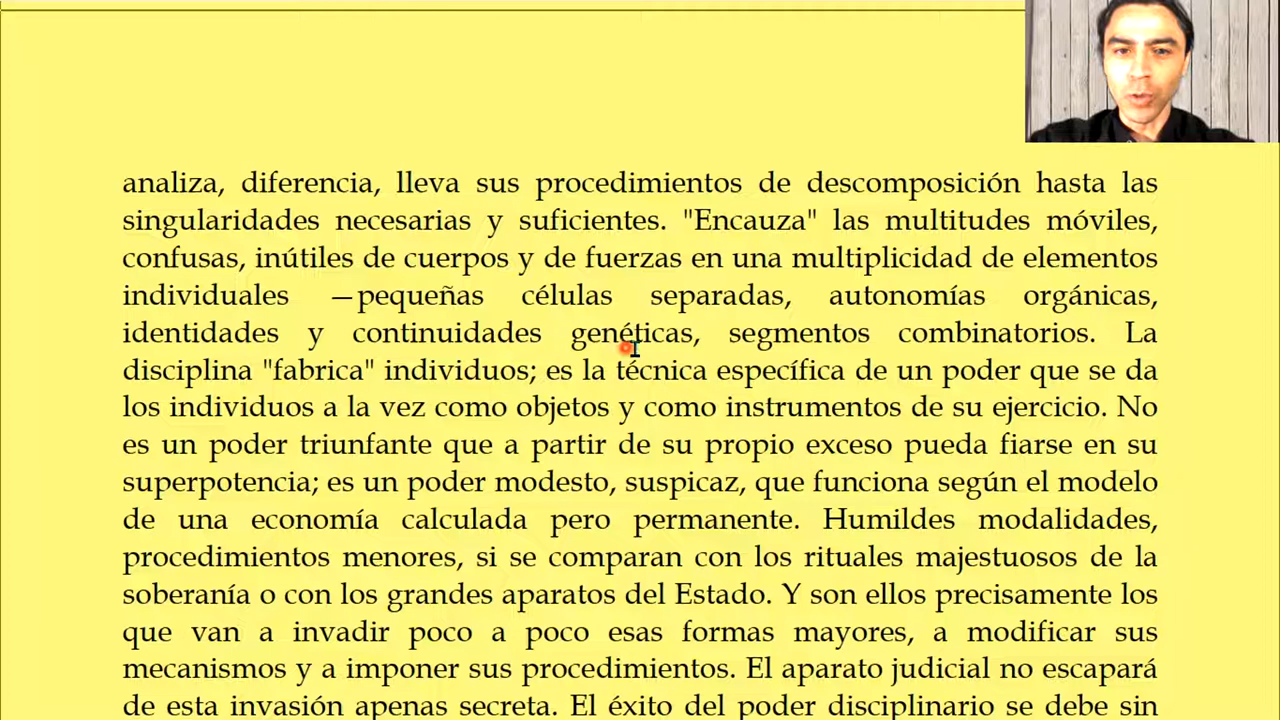 analiza, diferencia, lleva sus procedimientos de descomposición hasta las
singularidades necesarias y suficientes. "Encauza" las multitudes móviles,
confusas, inútiles de cuerpos y de fuerzas en una multiplicidad de elementos
individuales —pequeñas células separadas, autonomías orgánicas,
identidades y continuidades genéticas, segmentos combinatorios. La
disciplina "fabrica" individuos; es la técnica específica de un poder que se da
los individuos a la vez como objetos y como instrumentos de su ejercicio. No
es un poder triunfante que a partir de su propio exceso pueda fiarse en su
superpotencia; es un poder modesto, suspicaz, que funciona según el modelo
de una economía calculada pero permanente. Humildes modalidades,
procedimientos menores, si se comparan con los rituales majestuosos de la
soberanía o con los grandes aparatos del Estado. Y son ellos precisamente los
que van a invadir poco a poco esas formas mayores, a modificar sus
mecanismos y a imponer sus procedimientos. El aparato judicial no escapará
de esta invasión apenas secreta. El éxito del poder disciplinario se debe sin